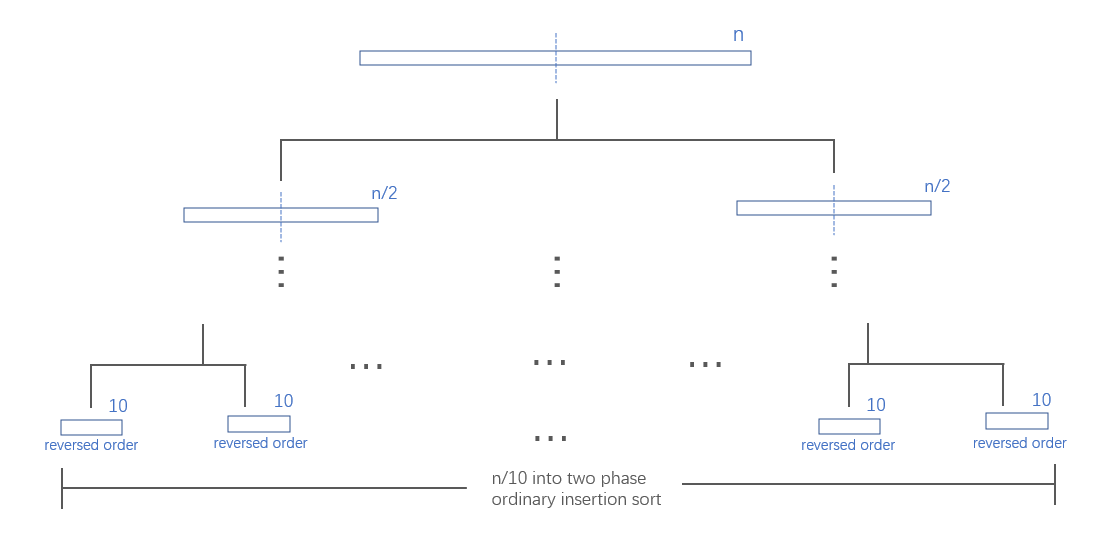 n
n/2
n/2
10
10
10
10
reversed order
reversed order
reversed order
reversed order
n/10 into two phase
ordinary insertion sort